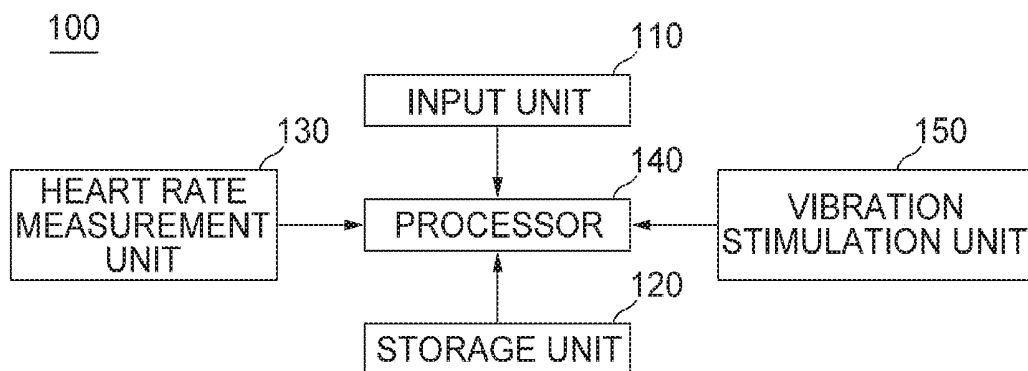 100
110
INPUT UNIT
130
HEART RATE
MEASUREMENT
UNIT
140
PROCESSOR
150
VIBRATION
STIMULATION UNIT
120
STORAGE UNIT